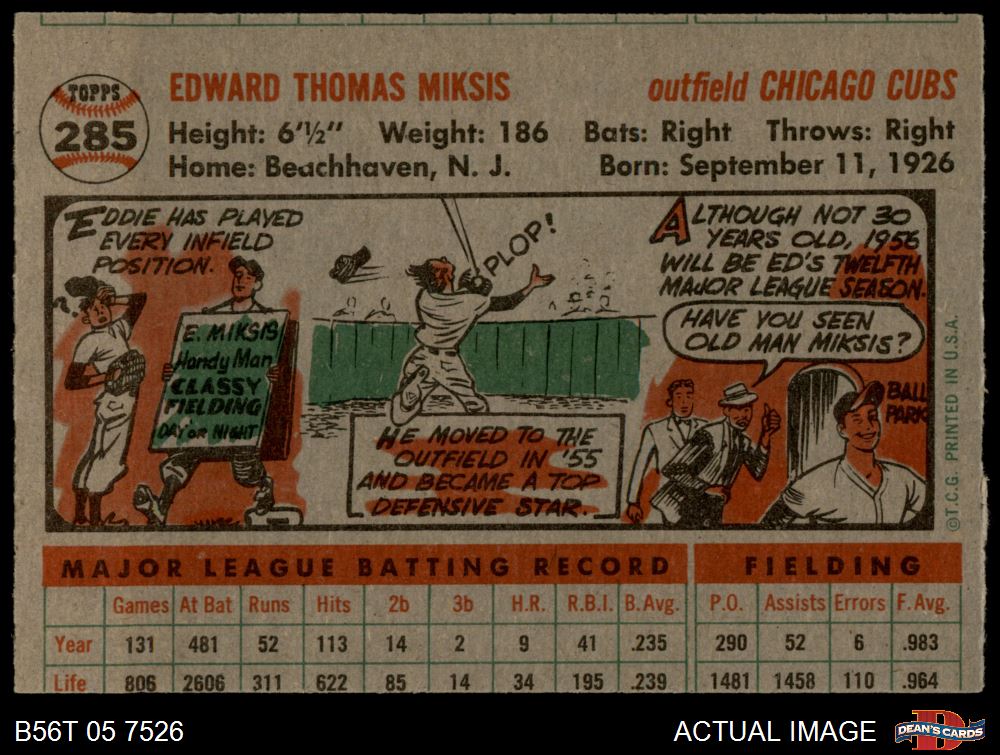 TOPPS
285
EDWARD THOMAS MIKSIS outfield CHICAGO CUBS
Height: 6'½" Weight: 186 Bats: Right Throws: Right
Home: Beachhaven, N. J. Born: September 11, 1926
EDDIE HAS PLAYED
EVERY INFIELD
POSITION.
?
E. MIKSIS
Handy Man
CLASSY
FIELDING
DAY OR NIGHT
PLOP!
HE MOVED TO THE
OUTFIELD IN '55
AND BECAME A TOP
DEFENSIVE STAR.
ALTHOUGH NOT 30
YEARS OLD, 1956
WILL BE ED'S TWELFTH
MAJOR LEAGUE SEASON.
HAVE YOU SEEN
OLD MAN MIKSIS?
BALL
PARK
©T.C.G. PRINTED IN U.S.A.
MAJOR LEAGUE BATTING RECORD FIELDING
Games At Bat Runs Hits 2b 3b H.R. R.B.I. B.Avg. P.O. Assists Errors F.Avg.
Year 131 481 52 113 14 2 9 41 .235 290 52 6 .983
Life 806 2606 311 622 85 14 34 195 .239 1481 1458 110 .964
B56T 05 7526 ACTUAL IMAGE
DEAN'S CARDS